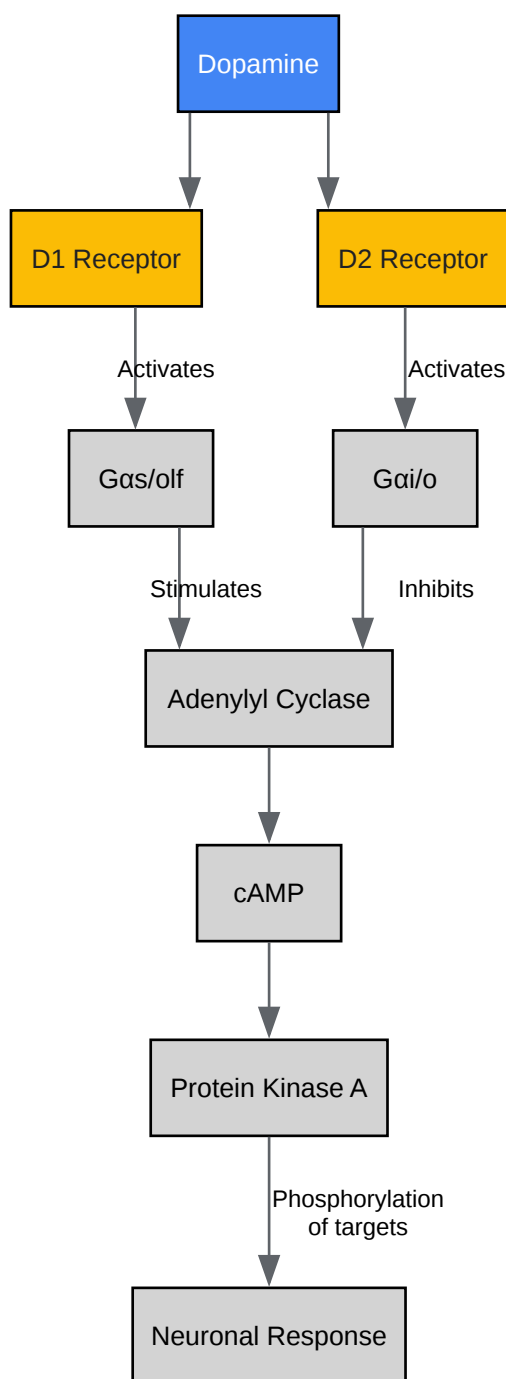 Dopamine
D1 Receptor
D2 Receptor
Activates
Activates
Gαs/olf
Gαi/o
Stimulates
Inhibits
Adenylyl Cyclase
cAMP
Protein Kinase A
Phosphorylation
of targets
Neuronal Response